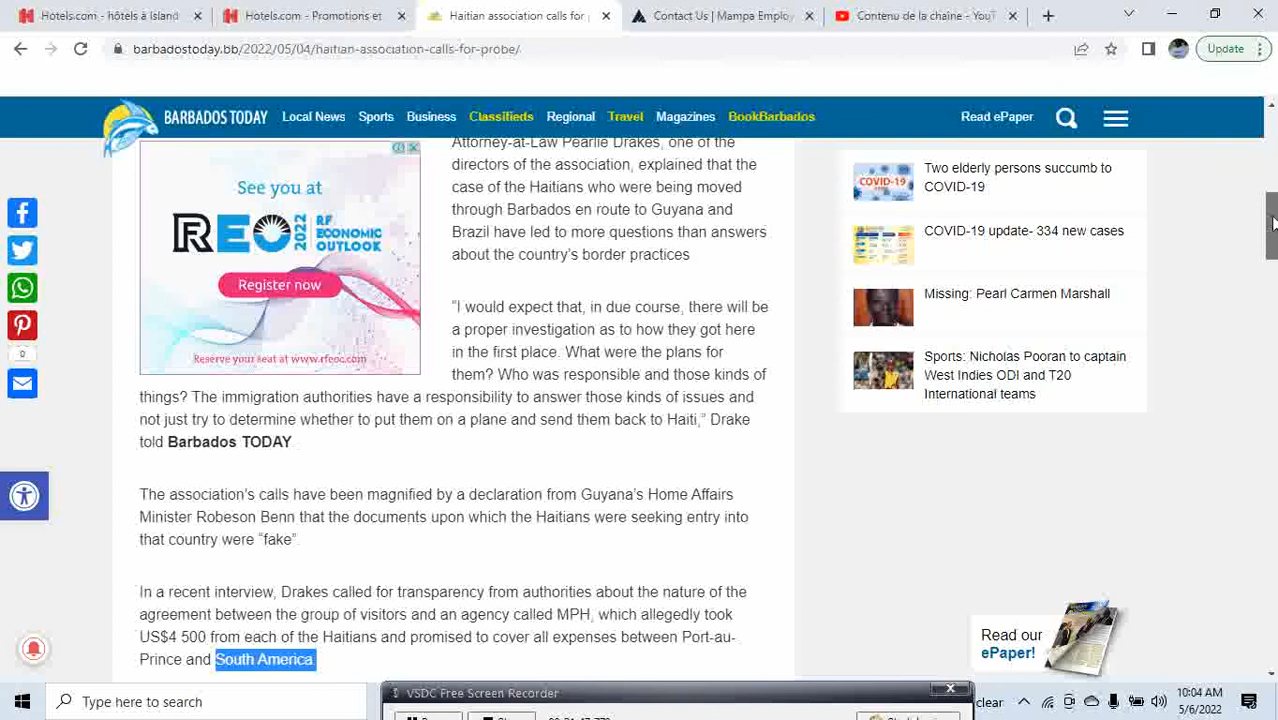 Hotels.com - hôtels à Island
Hotels.com - Promotions et
Haitian association calls for
Contact Us | Mampa Employ
Contenu de la chaîne - YouT
barbadostoday.bb/2022/05/04/haitian-association-calls-for-probe/
Update
BARBADOS TODAY
Local News Sports Business Classifieds Regional Travel Magazines BookBarbados
Read ePaper
See you at
REO 2022 RF ECONOMIC OUTLOOK
Register now
Reserve your seat at www.rfeoc.com
Attorney-at-Law Pearlie Drakes, one of the
directors of the association, explained that the
case of the Haitians who were being moved
through Barbados en route to Guyana and
Brazil have led to more questions than answers
about the country's border practices
“I would expect that, in due course, there will be
a proper investigation as to how they got here
in the first place. What were the plans for
them? Who was responsible and those kinds of
things? The immigration authorities have a responsibility to answer those kinds of issues and
not just try to determine whether to put them on a plane and send them back to Haiti,” Drake
told Barbados TODAY
The association's calls have been magnified by a declaration from Guyana's Home Affairs
Minister Robeson Benn that the documents upon which the Haitians were seeking entry into
that country were “fake”
In a recent interview, Drakes called for transparency from authorities about the nature of the
agreement between the group of visitors and an agency called MPH, which allegedly took
US$4 500 from each of the Haitians and promised to cover all expenses between Port-au-
Prince and South America.
Two elderly persons succumb to
COVID-19
COVID-19
COVID-19 update- 334 new cases
Missing: Pearl Carmen Marshall
Sports: Nicholas Pooran to captain
West Indies ODI and T20
International teams
0
Read our
ePaper!
Type here to search
VSDC Free Screen Recorder
clear
10:04 AM
5/6/2022